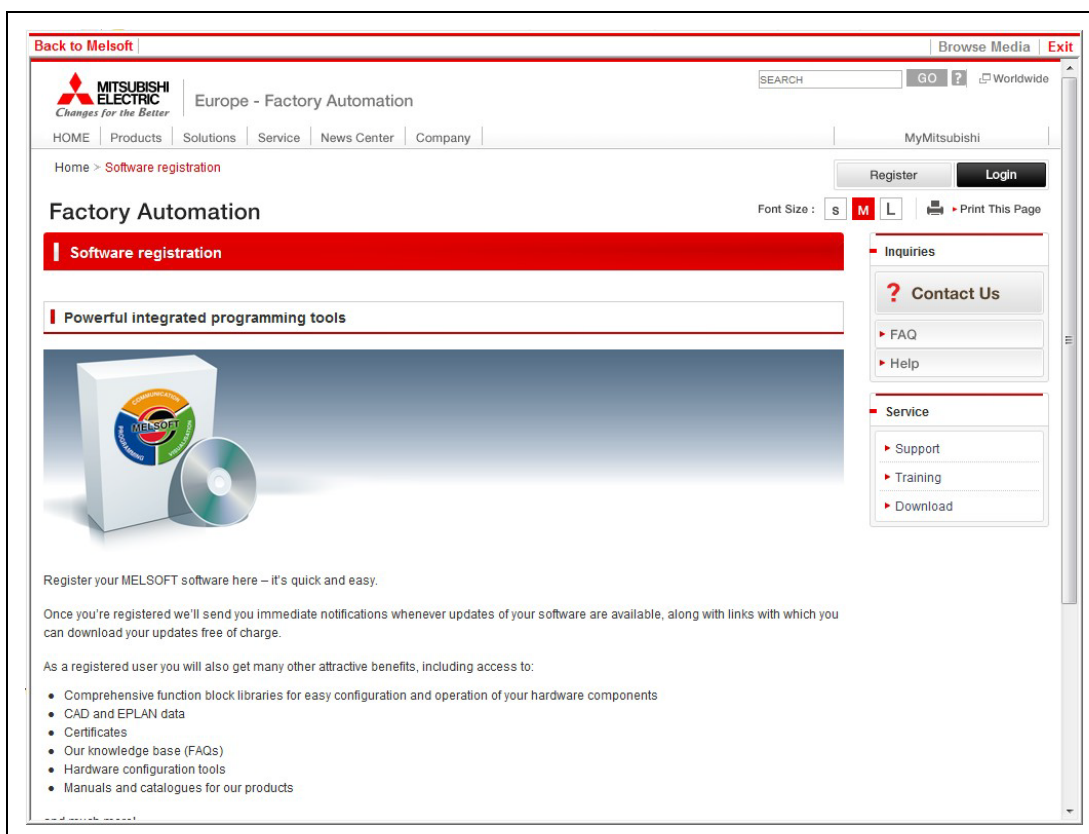 Back to Melsoft Browse Media Exit
MITSUBISHI
ELECTRIC
Changes for the Better
Europe - Factory Automation
SEARCH GO ? Worldwide
HOME Products Solutions Service News Center Company MyMitsubishi
Home > Software registration
Register Login
Factory Automation
Font Size : S M L Print This Page
Software registration
Powerful integrated programming tools
COMMUNICATION
PROGRAMMING
VISUALISATION
MELSOFT
Register your MELSOFT software here – it's quick and easy.
Once you're registered we'll send you immediate notifications whenever updates of your software are available, along with links with which you
can download your updates free of charge.
As a registered user you will also get many other attractive benefits, including access to:
• Comprehensive function block libraries for easy configuration and operation of your hardware components
• CAD and EPLAN data
• Certificates
• Our knowledge base (FAQs)
• Hardware configuration tools
• Manuals and catalogues for our products
Inquiries
? Contact Us
FAQ
Help
Service
Support
Training
Download